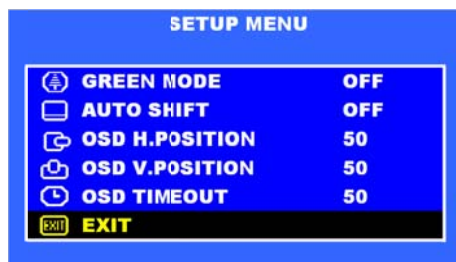 SETUP MENU
GREEN MODE OFF
AUTO SHIFT OFF
OSD H.POSITION 50
OSD V.POSITION 50
OSD TIMEOUT 50
EXIT EXIT